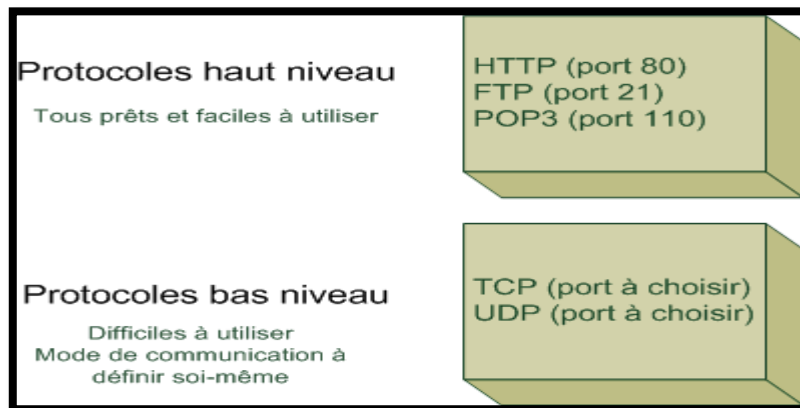 Protocoles haut niveau
Tous prêts et faciles à utiliser
HTTP (port 80)
FTP (port 21)
POP3 (port 110)
Protocoles bas niveau
Difficiles à utiliser
Mode de communication à
définir soi-même
TCP (port à choisir)
UDP (port à choisir)